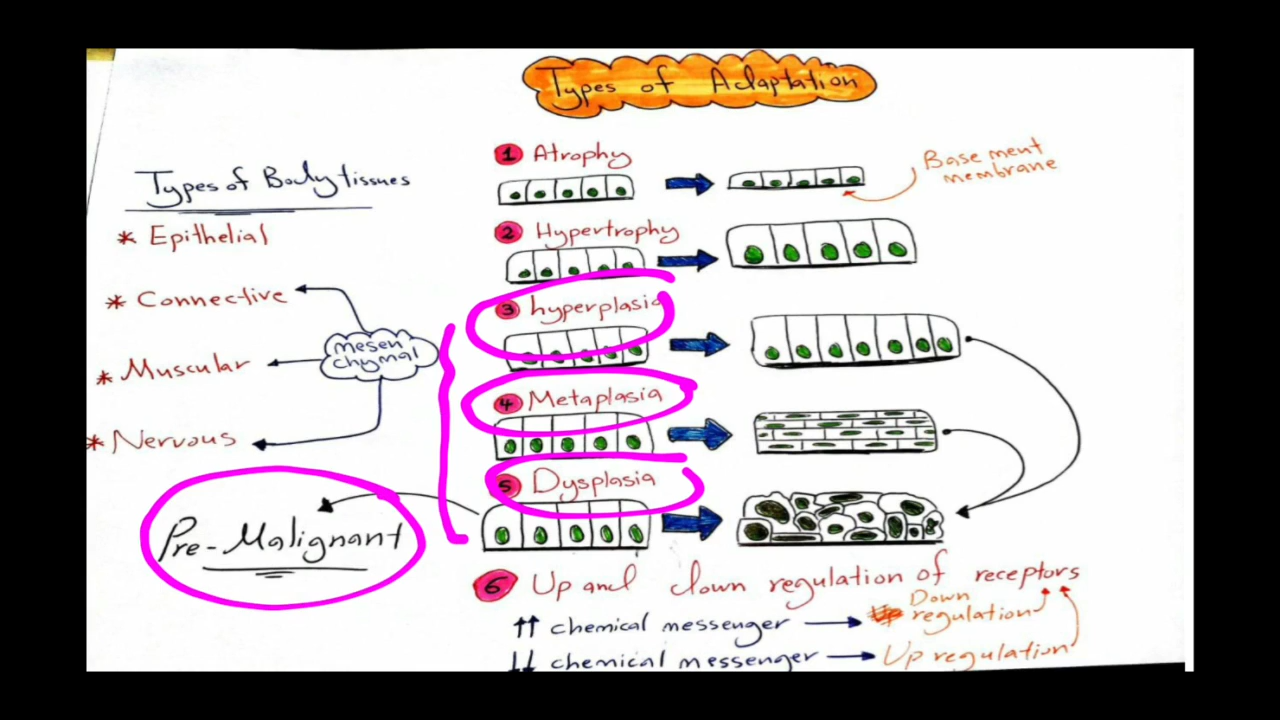 Types of Adaptation
Types of Body tissues
* Epithelial
* Connective
* Muscular
* Nervous
mesen
chymal
Pre-Malignant
1 Atrophy
Basement
membrane
2 Hypertrophy
3 hyperplasia
4 Metaplasia
5 Dysplasia
6 Up and down regulation of receptors
↑↑ chemical messenger → Down
regulation
↓↓ chemical messenger → Up regulation